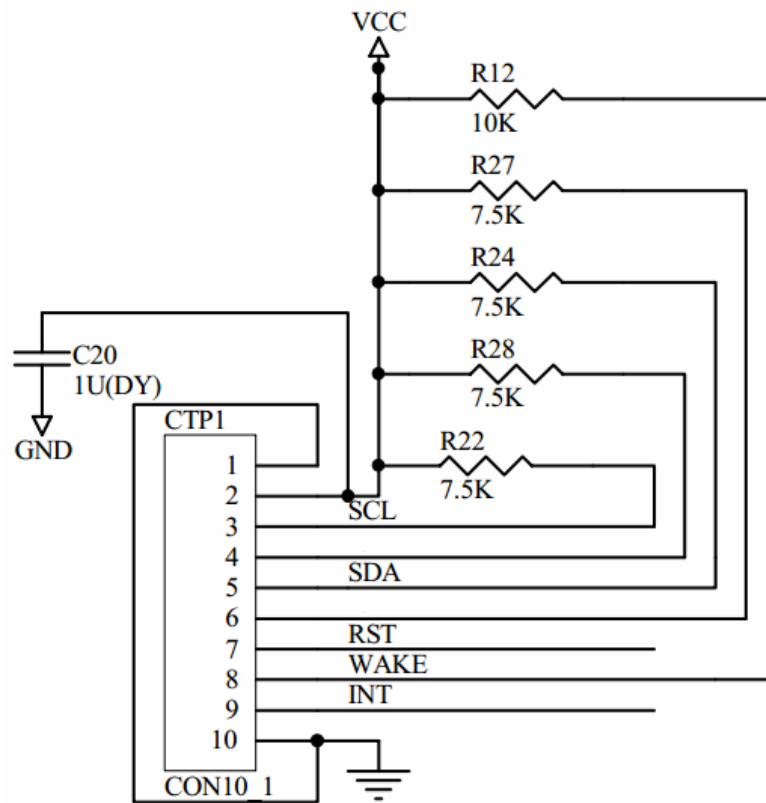 VCC
R12
10K
R27
7.5K
R24
7.5K
C20
1U(DY)
GND
R28
7.5K
CTP1
R22
7.5K
1
2
SCL
3
4
SDA
5
6
RST
7
WAKE
8
INT
9
10
CON10_1